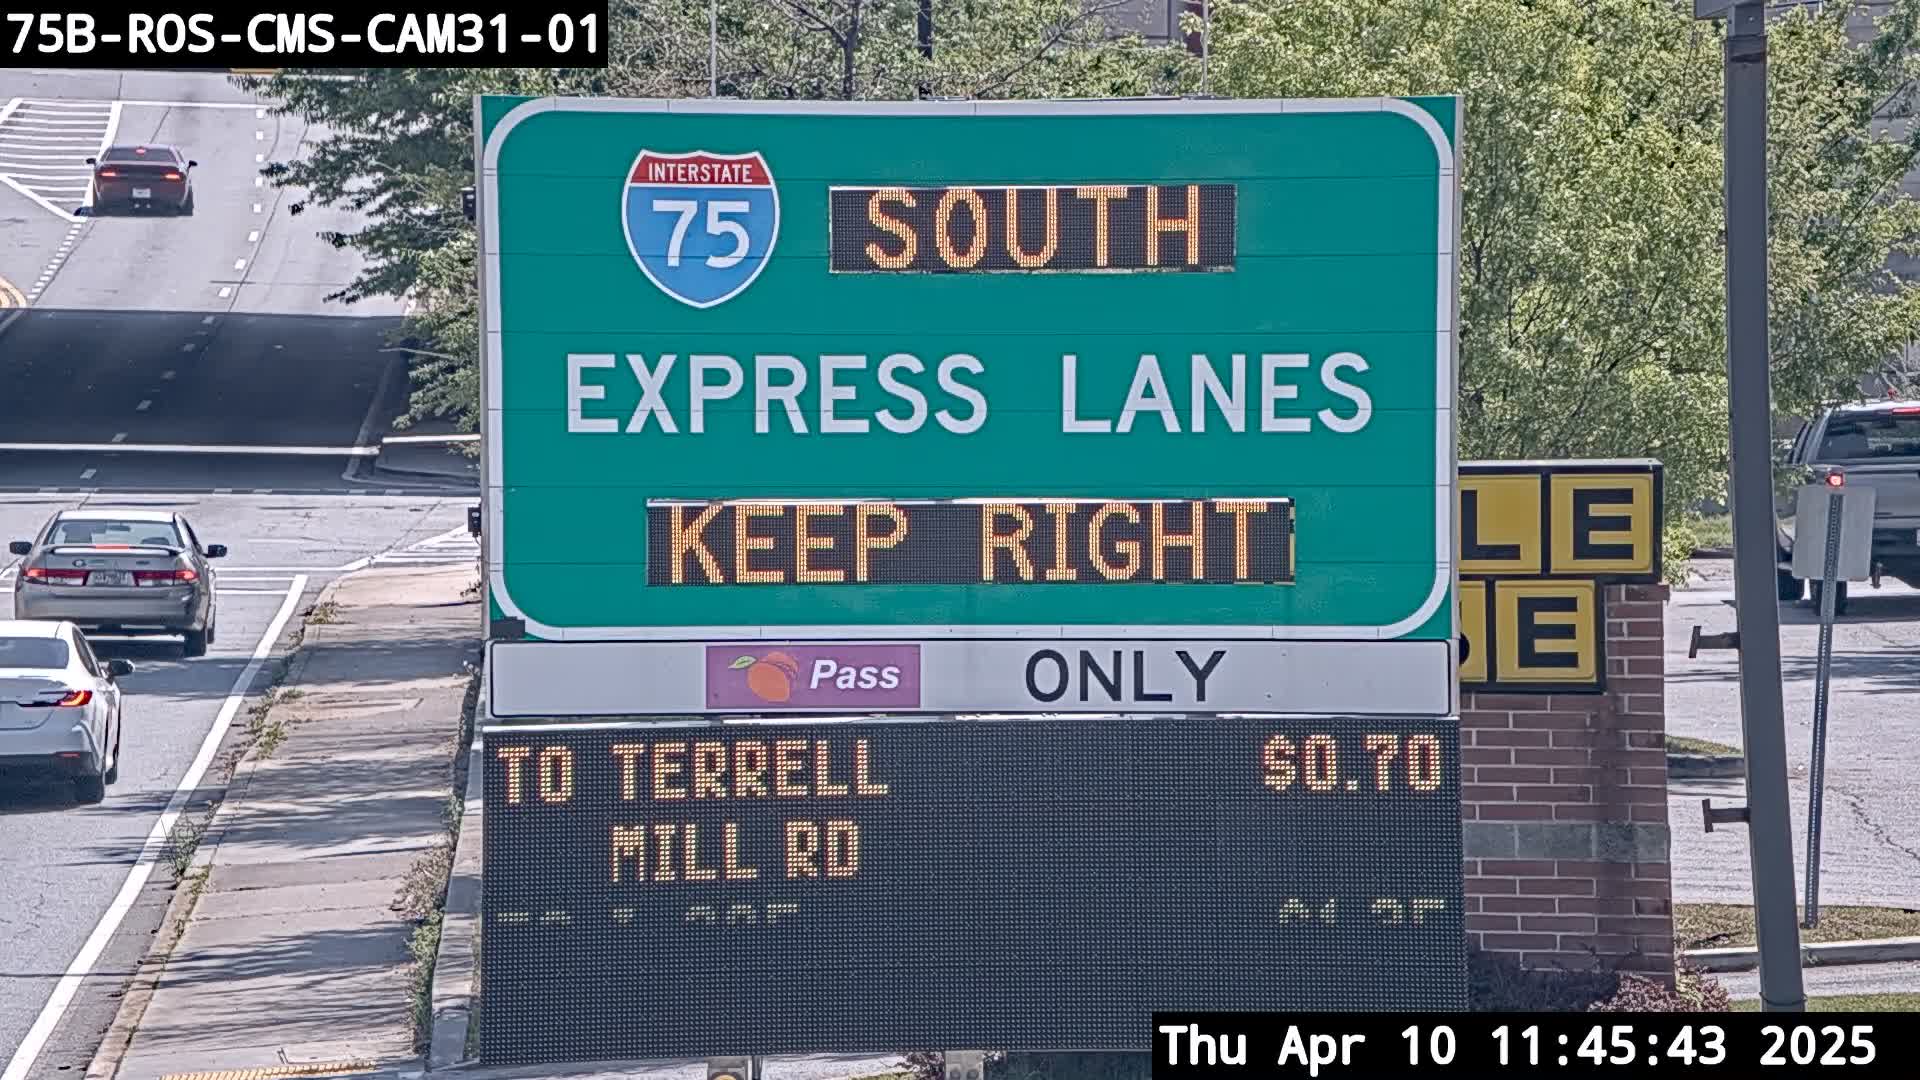 75B-ROS-CMS-CAM31-01
INTERSTATE
75
SOUTH
EXPRESS LANES
KEEP RIGHT
Pass ONLY
TO TERRELL $0.70
MILL RD
LE
E
Thu Apr 10 11:45:43 2025